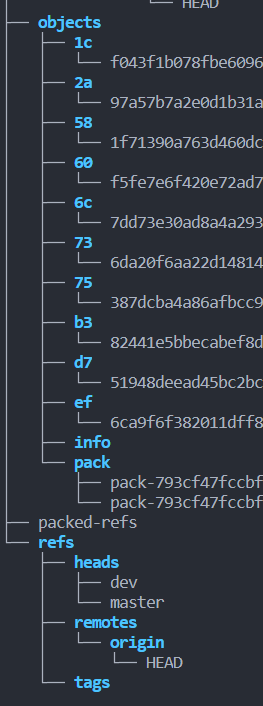 └── HEAD
├── objects
│   ├── 1c
│   │   └── f043f1b078fbe6096
│   ├── 2a
│   │   └── 97a57b7a2e0d1b31a
│   ├── 58
│   │   └── 1f71390a763d460dc
│   ├── 60
│   │   └── f5fe7e6f420e72ad7
│   ├── 6c
│   │   └── 7dd73e30ad8a4a293
│   ├── 73
│   │   └── 6da20f6aa22d14814
│   ├── 75
│   │   └── 387dcba4a86afbcc9
│   ├── b3
│   │   └── 82441e5bbecabef8d
│   ├── d7
│   │   └── 51948deead45bc2bc
│   ├── ef
│   │   └── 6ca9f6f382011dff8
│   ├── info
│   └── pack
│       ├── pack-793cf47fccbf
│       └── pack-793cf47fccbf
├── packed-refs
└── refs
    ├── heads
    │   ├── dev
    │   └── master
    ├── remotes
    │   └── origin
    │       └── HEAD
    └── tags